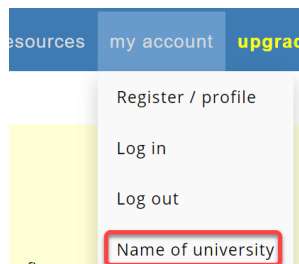 esources my account upgrad
Register / profile
Log in
Log out
Name of university